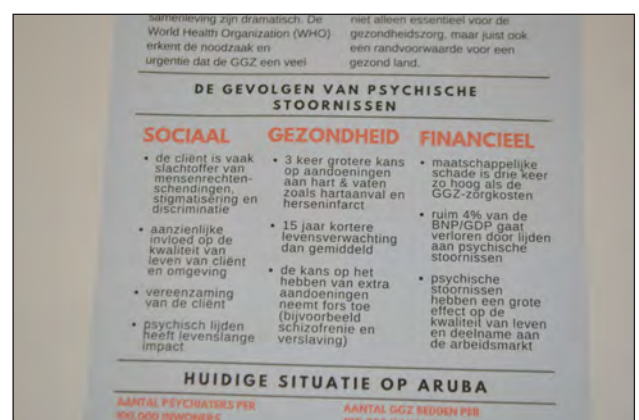 samenleving zijn dramatisch. De
World Health Organization (WHO)
erkent de noodzaak en
urgentie dat de GGZ een veel
niet alleen essentieel voor de
gezondheidszorg, maar juist ook
een randvoorwaarde voor een
gezond land.
DE GEVOLGEN VAN PSYCHISCHE
STOORNISSEN
SOCIAAL
• de cliënt is vaak
slachtoffer van
mensenrechten-
schendingen,
stigmatisering en
discriminatie
• aanzienlijke
invloed op de
kwaliteit van
leven van cliënt
en omgeving
• vereenzaming
van de cliënt
• psychisch lijden
heeft levenslange
impact
GEZONDHEID
• 3 keer grotere kans
op aandoeningen
aan hart & vaten
zoals hartaanval en
herseninfarct
• 15 jaar kortere
levensverwachting
dan gemiddeld
• de kans op het
hebben van extra
aandoeningen
neemt fors toe
(bijvoorbeeld
schizofrenie en
verslaving)
FINANCIEEL
• maatschappelijke
schade is drie keer
zo hoog als de
GGZ-zorgkosten
• ruim 4% van de
BNP/GDP gaat
verloren door lijden
aan psychische
stoornissen
• psychische
stoornissen
hebben een grote
effect op de
kwaliteit van leven
en deelname aan
de arbeidsmarkt
HUIDIGE SITUATIE OP ARUBA
AANTAL PSYCHIATERS PER
100.000 INWONERS
AANTAL GGZ BEDDEN PER